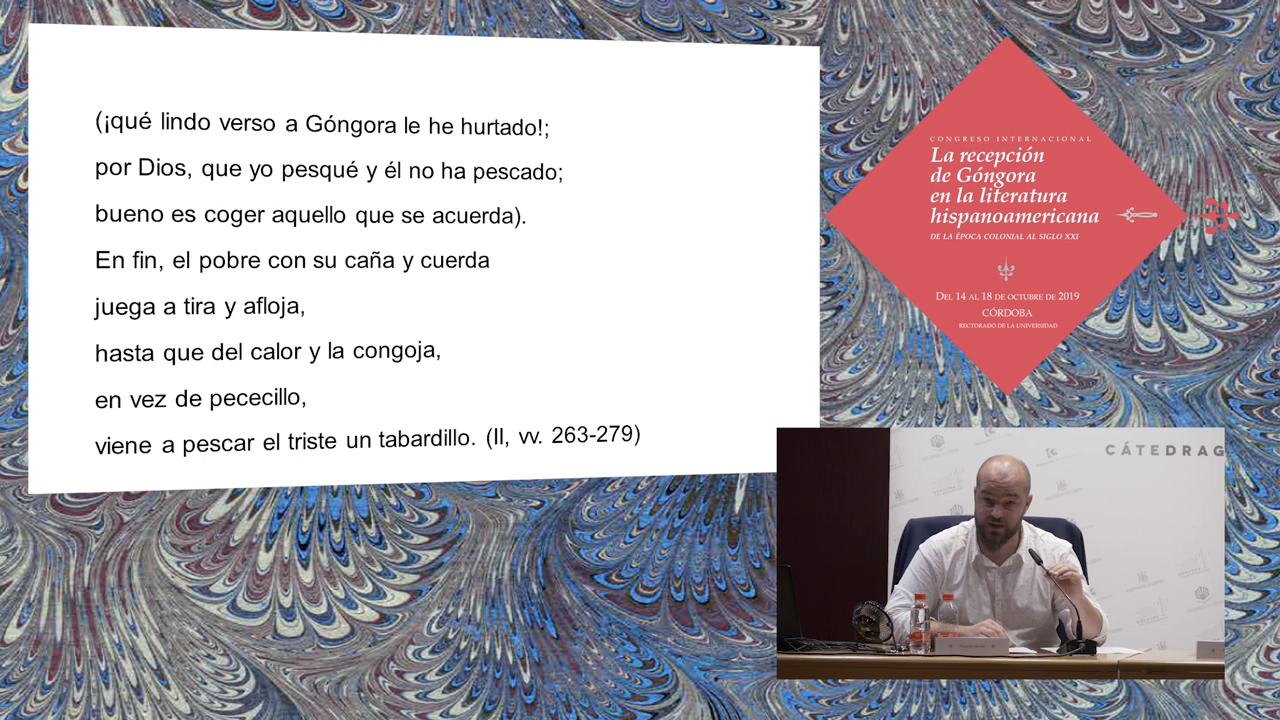 (¡qué lindo verso a Góngora le he hurtado!;
por Dios, que yo pesqué y él no ha pescado;
bueno es coger aquello que se acuerda).
En fin, el pobre con su caña y cuerda
juega a tira y afloja,
hasta que del calor y la congoja,
en vez de pececillo,
viene a pescar el triste un tabardillo. (II, vv. 263-279)
CONGRESO INTERNACIONAL
La recepción
de Góngora
en la literatura
hispanoamericana
DE LA ÉPOCA COLONIAL AL SIGLO XXI
DEL 14 AL 18 DE OCTUBRE DE 2019
CÓRDOBA
RECTORADO DE LA UNIVERSIDAD
CÁTEDRAG